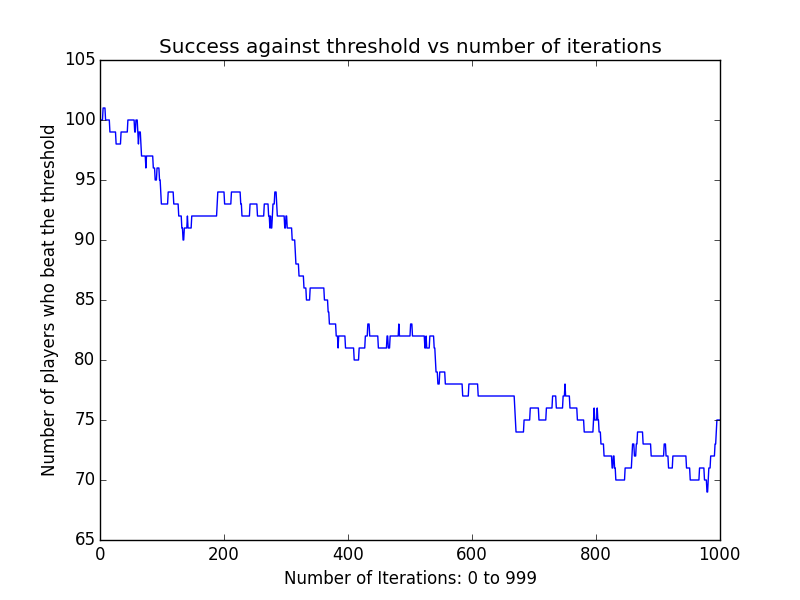 Success against threshold vs number of iterations
105
100
95
90
85
80
75
70
65
Number of players who beat the threshold
0 200 400 600 800 1000
Number of Iterations: 0 to 999